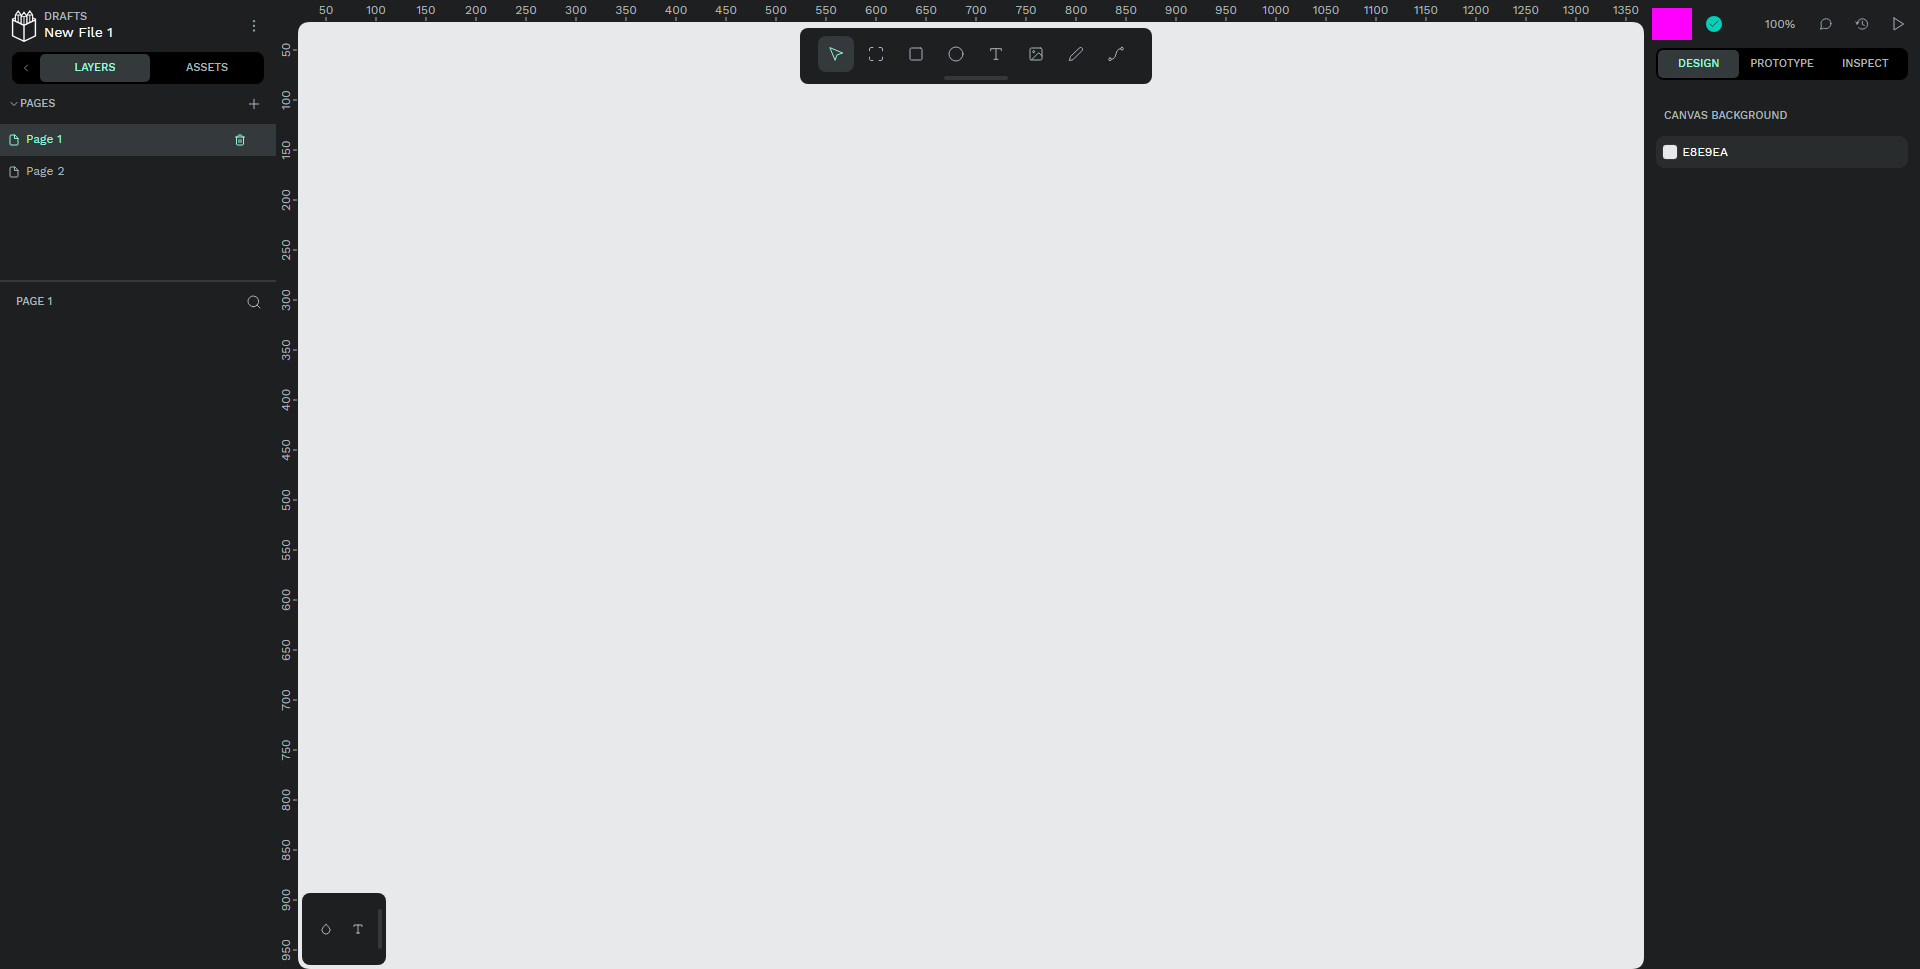 DRAFTS
New File 1
LAYERS
ASSETS
PAGES
Page 1
Page 2
PAGE 1
50 100 150 200 250 300 350 400 450 500 550 600 650 700 750 800 850 900 950 1000 1050 1100 1150 1200 1250 1300 1350
50
100
150
200
250
300
350
400
450
500
550
600
650
700
750
800
850
900
950
100%
DESIGN
PROTOTYPE
INSPECT
CANVAS BACKGROUND
E8E9EA